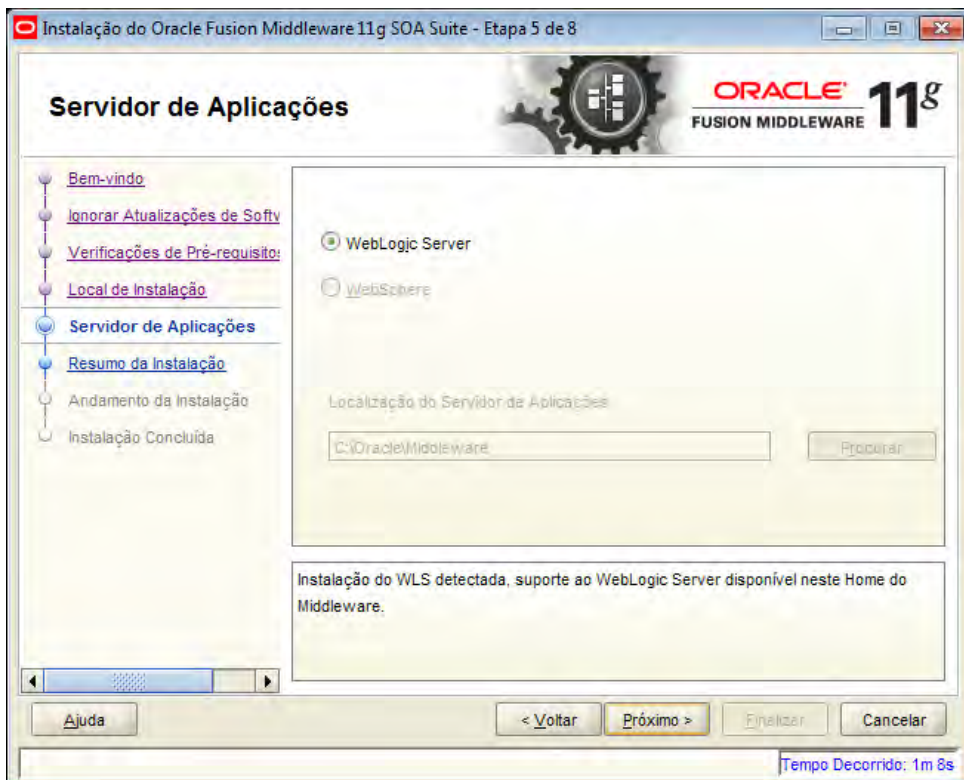 Instalação do Oracle Fusion Middleware 11g SOA Suite - Etapa 5 de 8
Servidor de Aplicações
ORACLE
FUSION MIDDLEWARE
11g
Bem-vindo
Ignorar Atualizações de Softv
Verificações de Pré-requisito
Local de Instalação
Servidor de Aplicações
Resumo da Instalação
Andamento da Instalação
Instalação Concluída
WebLogic Server
WebSphere
Localização do Servidor de Aplicações
C:\Oracle\Middleware
Procurar
Instalação do WLS detectada, suporte ao WebLogic Server disponível neste Home do
Middleware.
Ajuda
< Voltar
Próximo >
Finalizar
Cancelar
Tempo Decorrido: 1m 8s